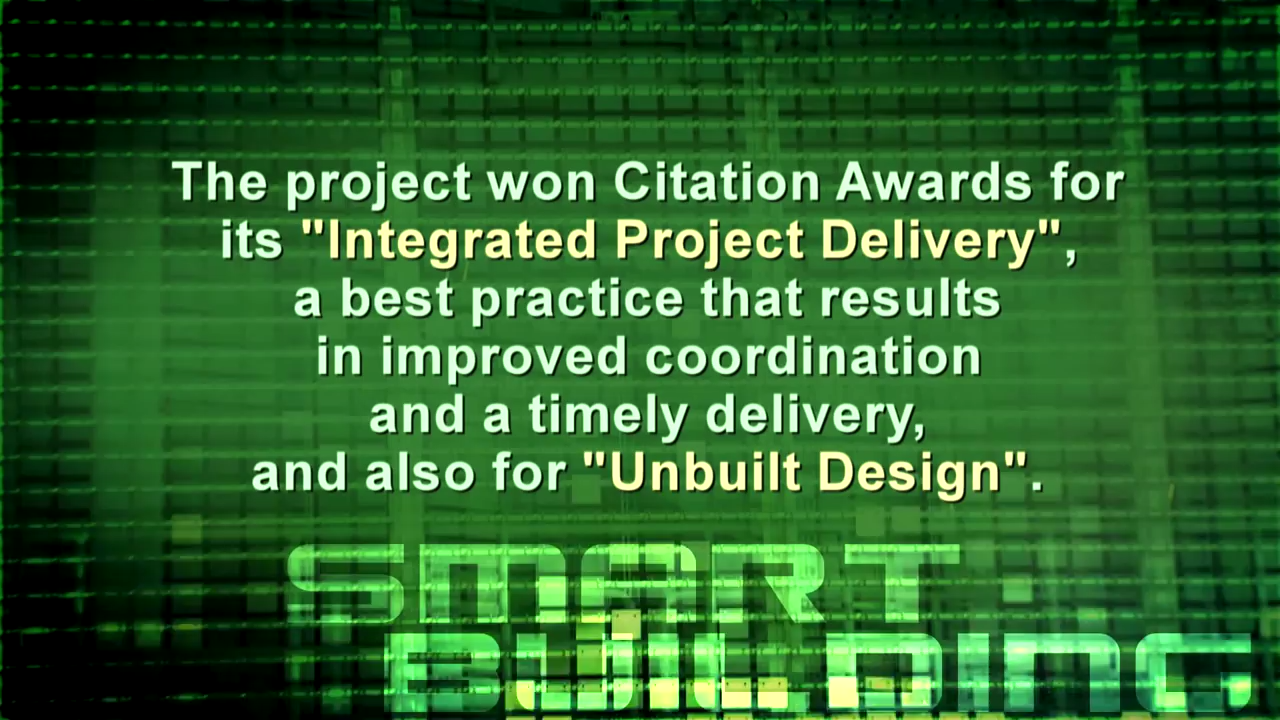 The project won Citation Awards for
its "Integrated Project Delivery",
a best practice that results
in improved coordination
and a timely delivery,
and also for "Unbuilt Design".
SMART
BUILDING